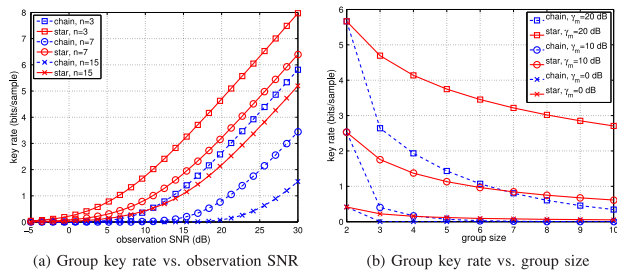 chain, n=3
star, n=3
chain, n=7
star, n=7
chain, n=15
star, n=15
key rate (bits/sample)
8
7
6
5
4
3
2
1
0
-5 0 5 10 15 20 25 30
observation SNR (dB)
(a) Group key rate vs. observation SNR
chain, γm=20 dB
star, γm=20 dB
chain, γm=10 dB
star, γm=10 dB
chain, γm=0 dB
star, γm=0 dB
key rate (bits/sample)
6
5
4
3
2
1
0
2 3 4 5 6 7 8 9 10
group size
(b) Group key rate vs. group size